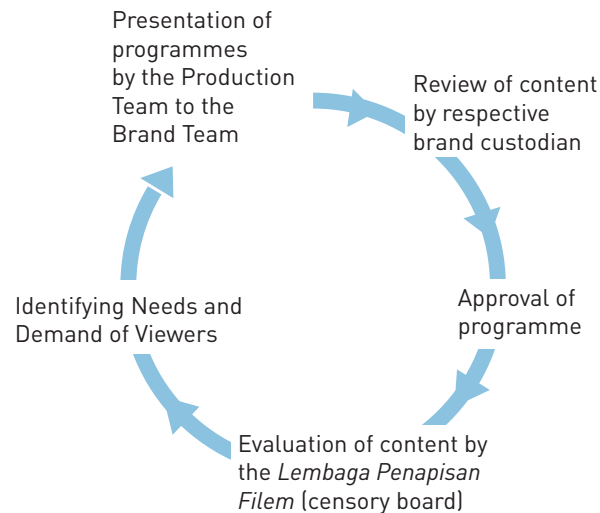 Presentation of
programmes
by the Production
Team to the
Brand Team
Review of content
by respective
brand custodian
Approval of
programme
Evaluation of content by
the Lembaga Penapisan
Filem (censory board)
Identifying Needs and
Demand of Viewers